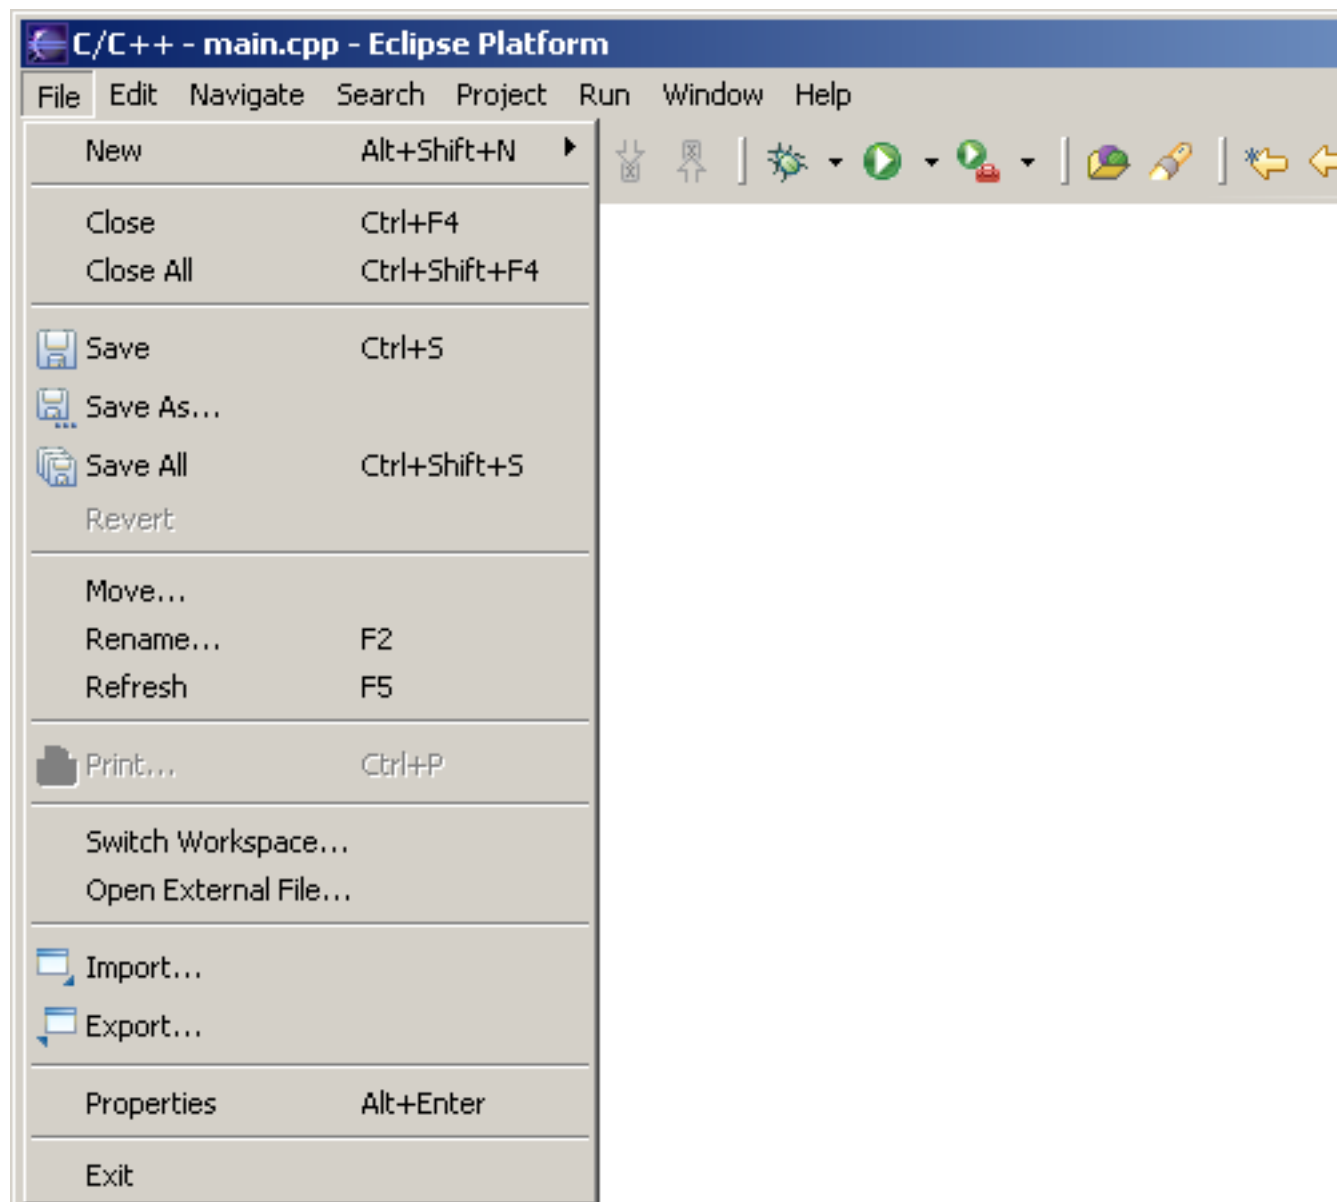 C/C++ - main.cpp - Eclipse Platform
File Edit Navigate Search Project Run Window Help
New Alt+Shift+N
Close Ctrl+F4
Close All Ctrl+Shift+F4
Save Ctrl+S
Save As...
Save All Ctrl+Shift+S
Revert
Move...
Rename... F2
Refresh F5
Print... Ctrl+P
Switch Workspace...
Open External File...
Import...
Export...
Properties Alt+Enter
Exit